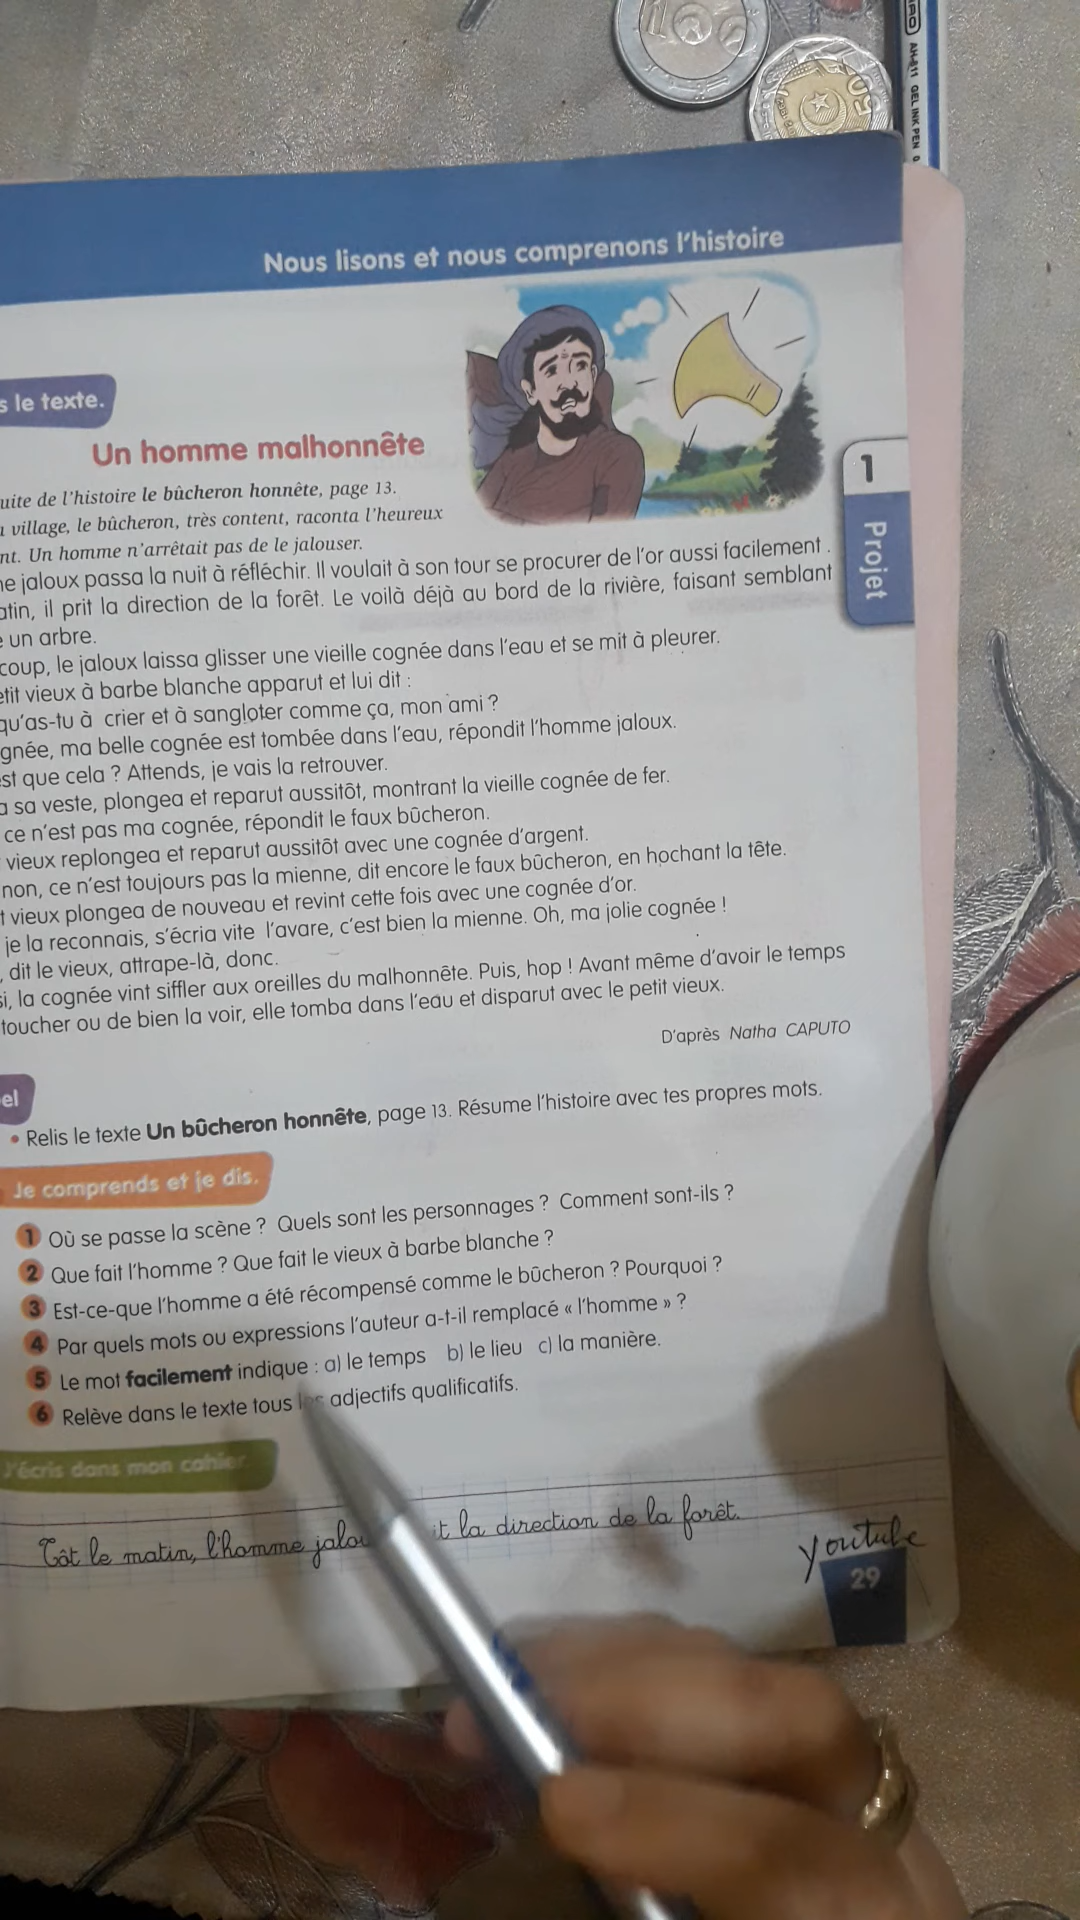 AH-811 GEL INK PEN
50
Nous lisons et nous comprenons l'histoire
le texte.
Un homme malhonnête
de l'histoire le bûcheron honnête, page 13.
village, le bûcheron, très content, raconta l'heureux
Un homme n'arrêtait pas de le jalouser.
jaloux passa la nuit à réfléchir. Il voulait à son tour se procurer de l'or aussi facilement .
il prit la direction de la forêt. Le voilà déjà au bord de la rivière, faisant semblant
un arbre.
coup, le jaloux laissa glisser une vieille cognée dans l'eau et se mit à pleurer.
vieux à barbe blanche apparut et lui dit :
qu'as-tu à crier et à sangloter comme ça, mon ami ?
ma belle cognée est tombée dans l'eau, répondit l'homme jaloux.
que cela ? Attends, je vais la retrouver.
sa veste, plongea et reparut aussitôt, montrant la vieille cognée de fer.
ce n'est pas ma cognée, répondit le faux bûcheron.
vieux replongea et reparut aussitôt avec une cognée d'argent.
non, ce n'est toujours pas la mienne, dit encore le faux bûcheron, en hochant la tête.
vieux plongea de nouveau et revint cette fois avec une cognée d'or.
je la reconnais, s'écria vite l'avare, c'est bien la mienne. Oh, ma jolie cognée !
, dit le vieux, attrape-là, donc.
la cognée vint siffler aux oreilles du malhonnête. Puis, hop ! Avant même d'avoir le temps
toucher ou de bien la voir, elle tomba dans l'eau et disparut avec le petit vieux.
D'après Natha CAPUTO
1
Projet
• Relis le texte Un bûcheron honnête, page 13. Résume l'histoire avec tes propres mots.
Je comprends et je dis.
1 Où se passe la scène ? Quels sont les personnages ? Comment sont-ils ?
2 Que fait l'homme ? Que fait le vieux à barbe blanche ?
3 Est-ce-que l'homme a été récompensé comme le bûcheron ? Pourquoi ?
4 Par quels mots ou expressions l'auteur a-t-il remplacé « l'homme » ?
5 Le mot facilement indique : a) le temps b) le lieu c) la manière.
6 Relève dans le texte tous les adjectifs qualificatifs.
J'écris dans mon cahier
Tôt le matin, l'homme la direction de la forêt.
youtube
29